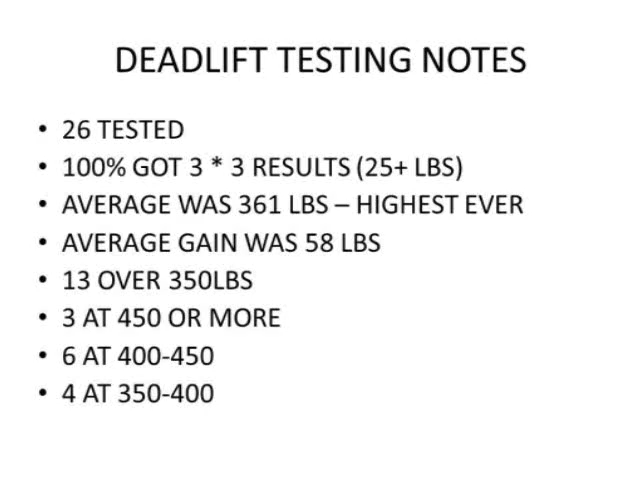 DEADLIFT TESTING NOTES
• 26 TESTED
• 100% GOT 3 * 3 RESULTS (25+ LBS)
• AVERAGE WAS 361 LBS – HIGHEST EVER
• AVERAGE GAIN WAS 58 LBS
• 13 OVER 350LBS
• 3 AT 450 OR MORE
• 6 AT 400-450
• 4 AT 350-400